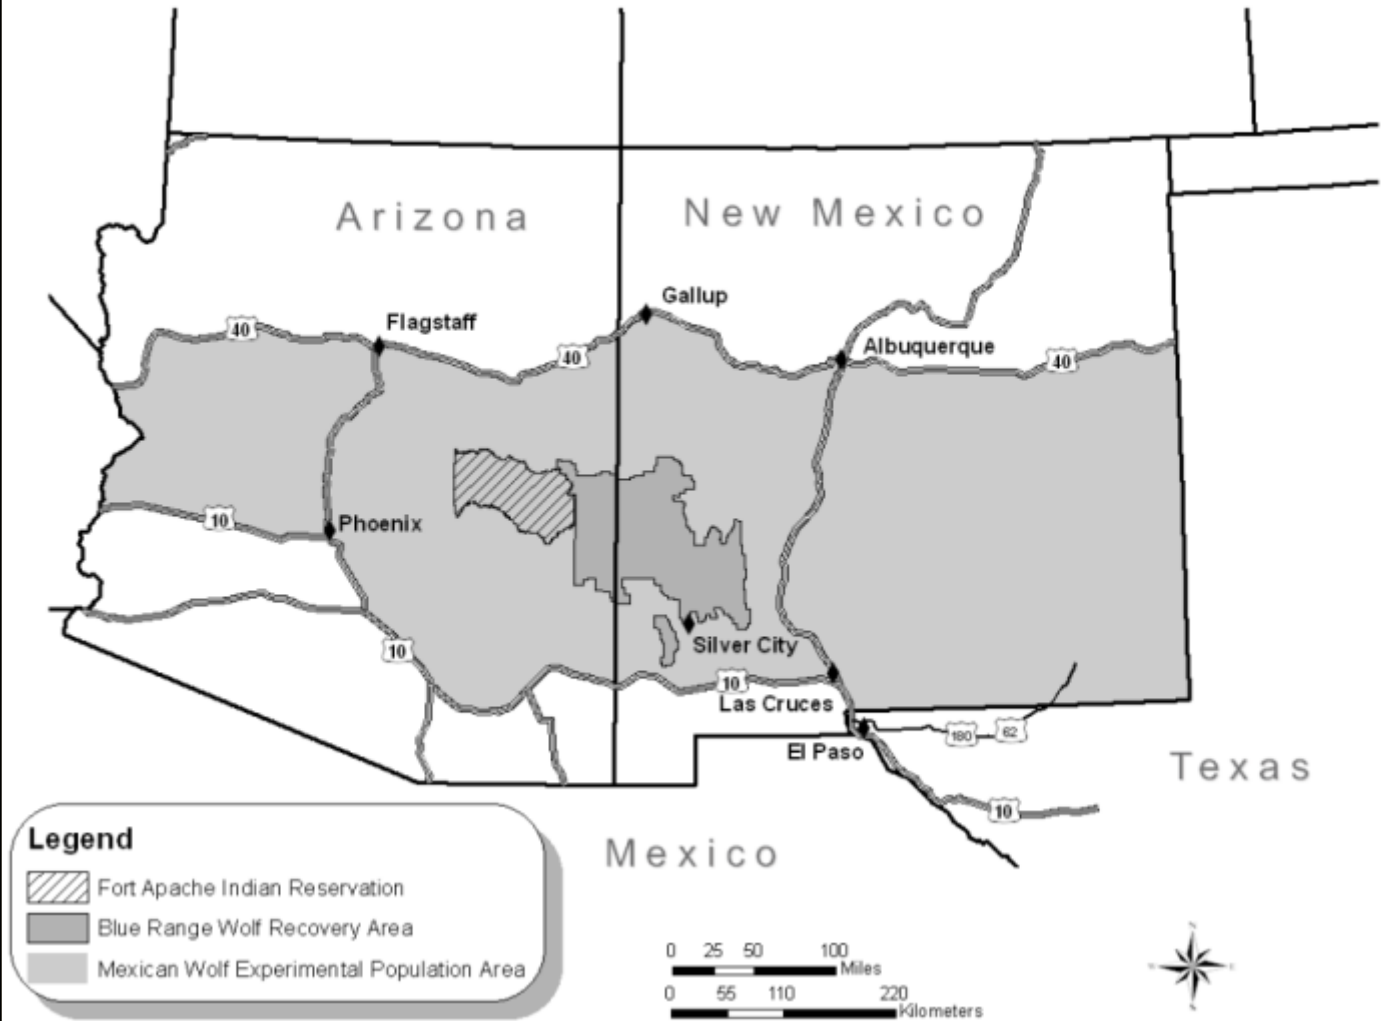 Arizona
New Mexico
Gallup
Flagstaff
40
40
Albuquerque
40
10
Phoenix
10
Silver City
10
Las Cruces
El Paso
180
62
Texas
10
Mexico
Legend
Fort Apache Indian Reservation
Blue Range Wolf Recovery Area
Mexican Wolf Experimental Population Area
0 25 50 100
Miles
0 55 110 220
Kilometers